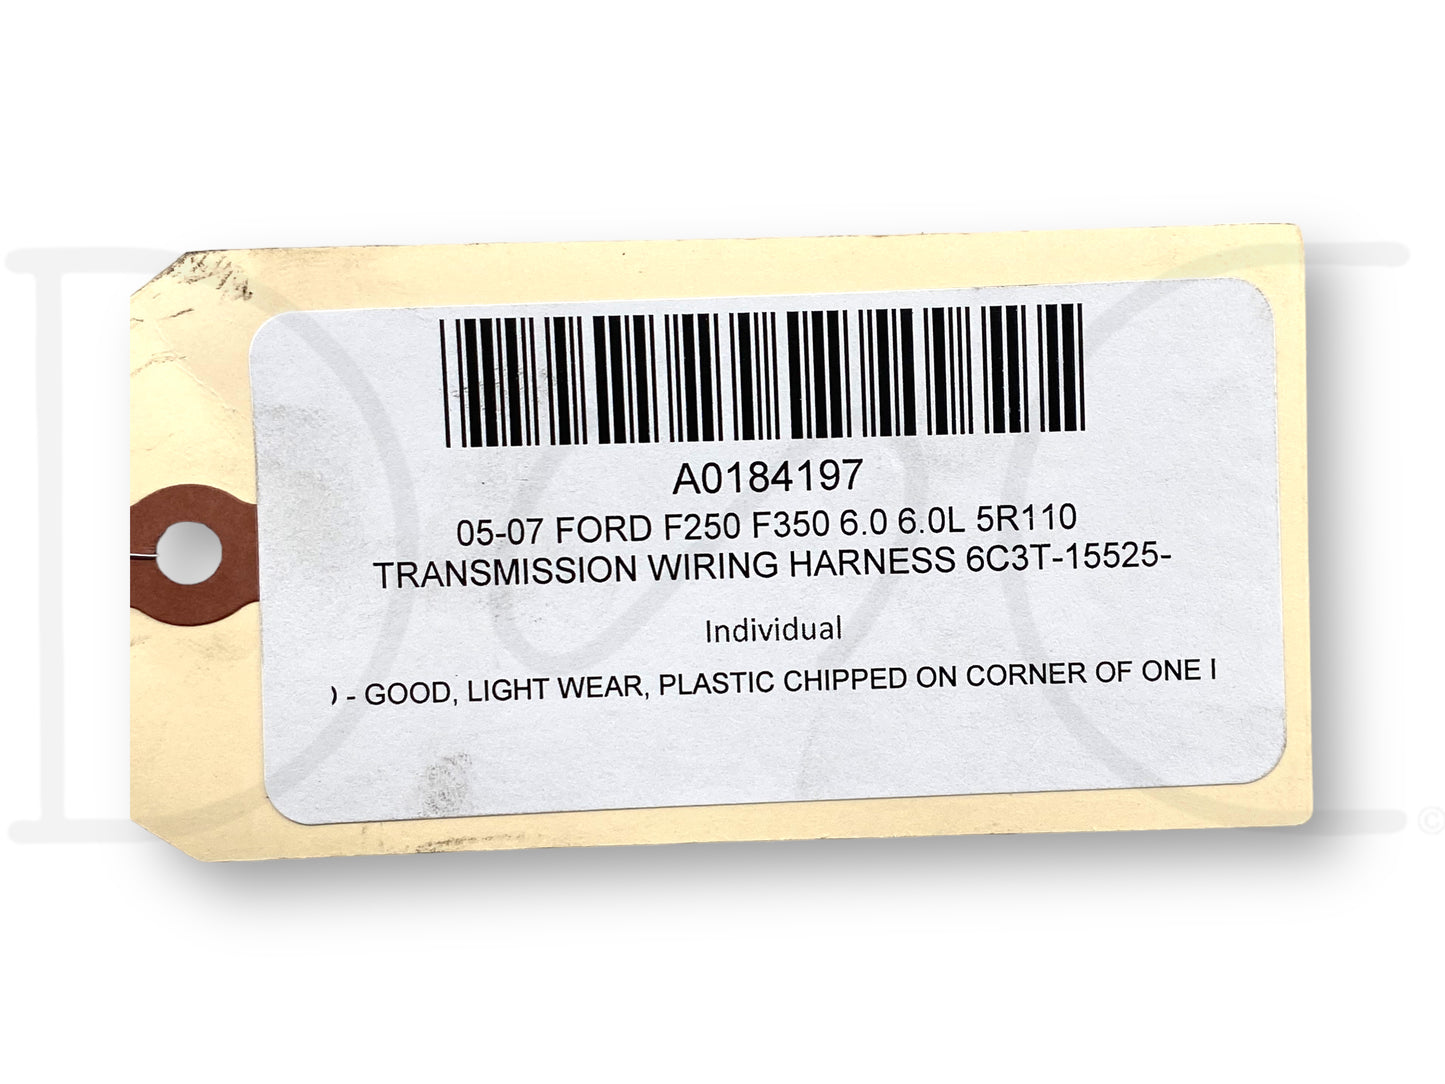 A0184197
05-07 FORD F250 F350 6.0 6.0L 5R110
TRANSMISSION WIRING HARNESS 6C3T-15525-
Individual
) - GOOD, LIGHT WEAR, PLASTIC CHIPPED ON CORNER OF ONE